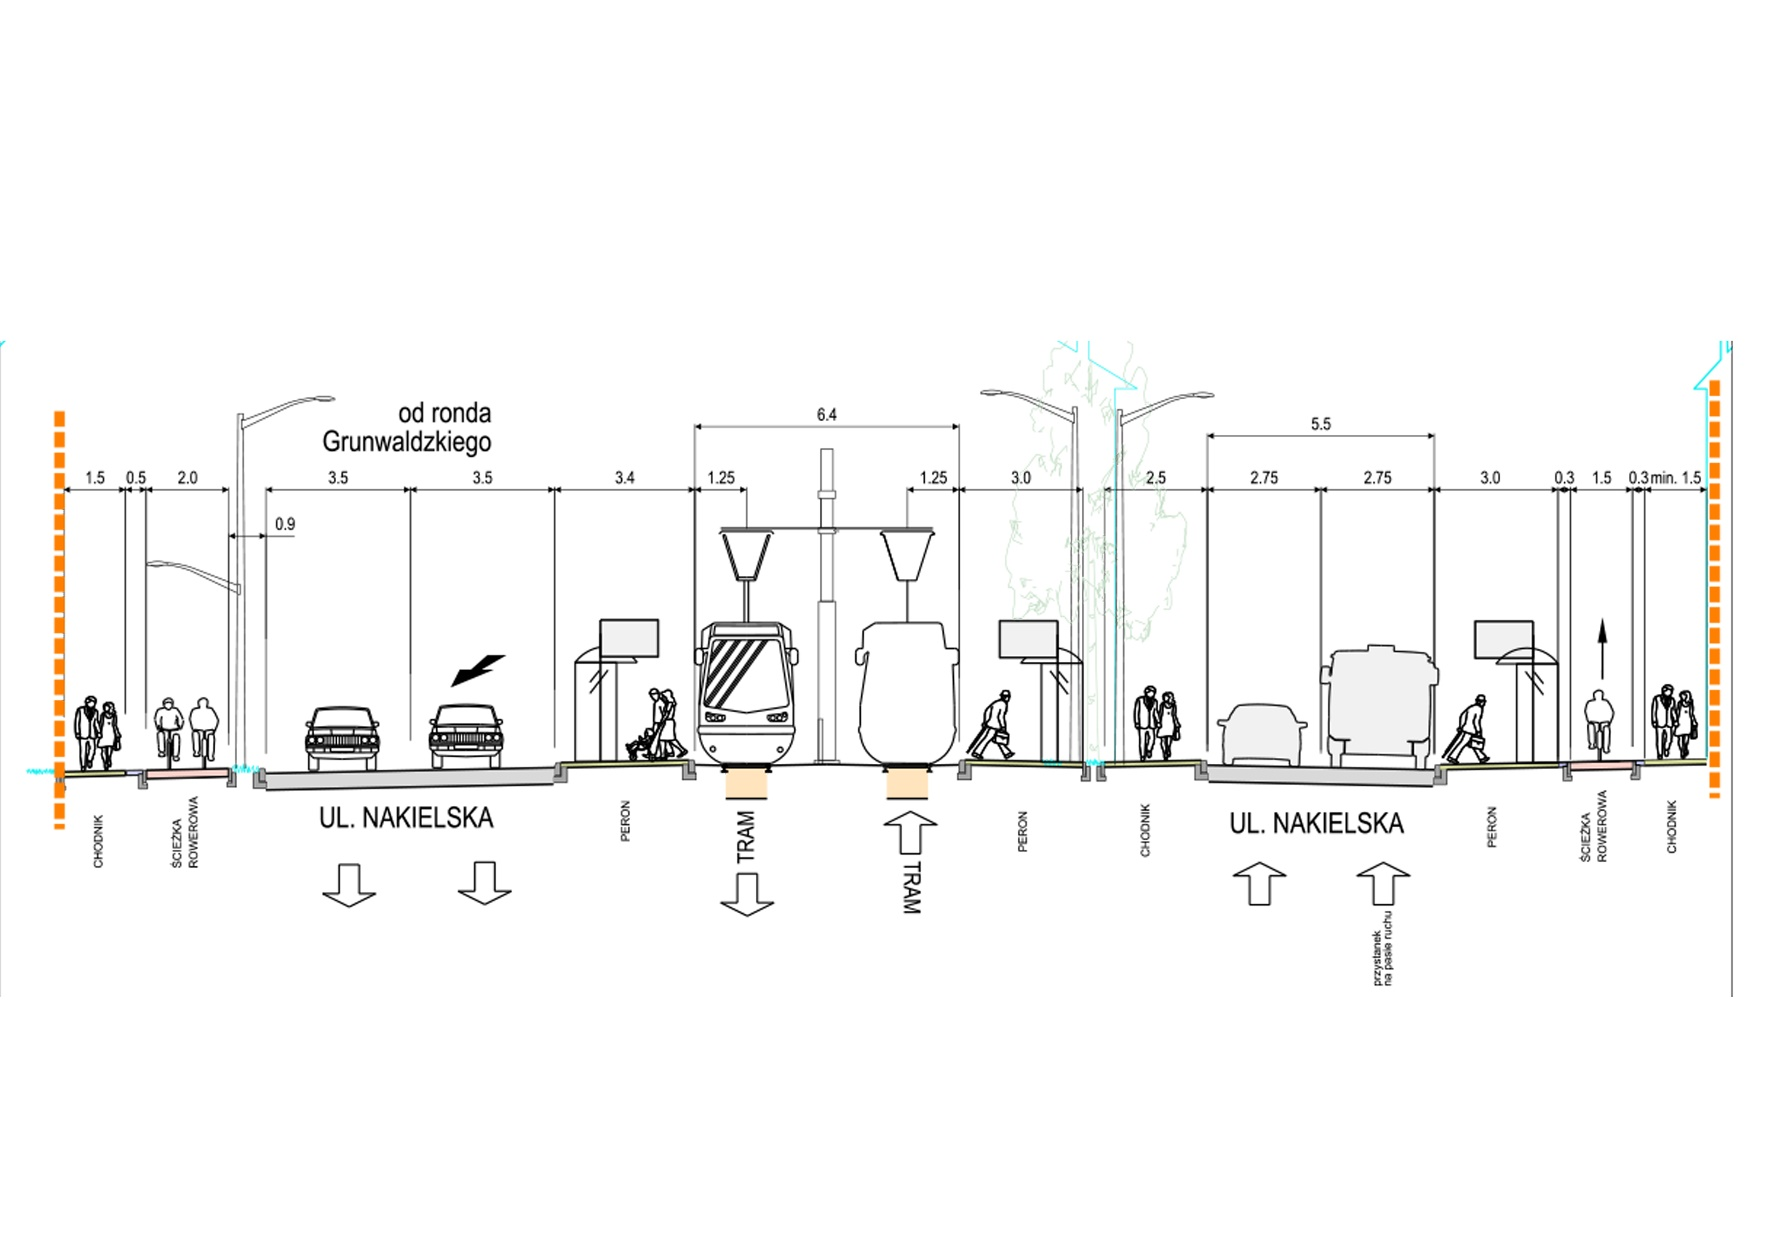 od ronda
Grunwaldzkiego
6.4
5.5
1.5
0.5
2.0
3.5
3.5
3.4
1.25
1.25
3.0
2.5
2.75
2.75
3.0
0.3
1.5
0.3
min. 1.5
0.9
CHODNIK
ŚCIEŻKA
ROWEROWA
UL. NAKIELSKA
PERON
TRAM
TRAM
PERON
CHODNIK
UL. NAKIELSKA
PERON
ŚCIEŻKA
ROWEROWA
CHODNIK
przystanek
na pasie ruchu